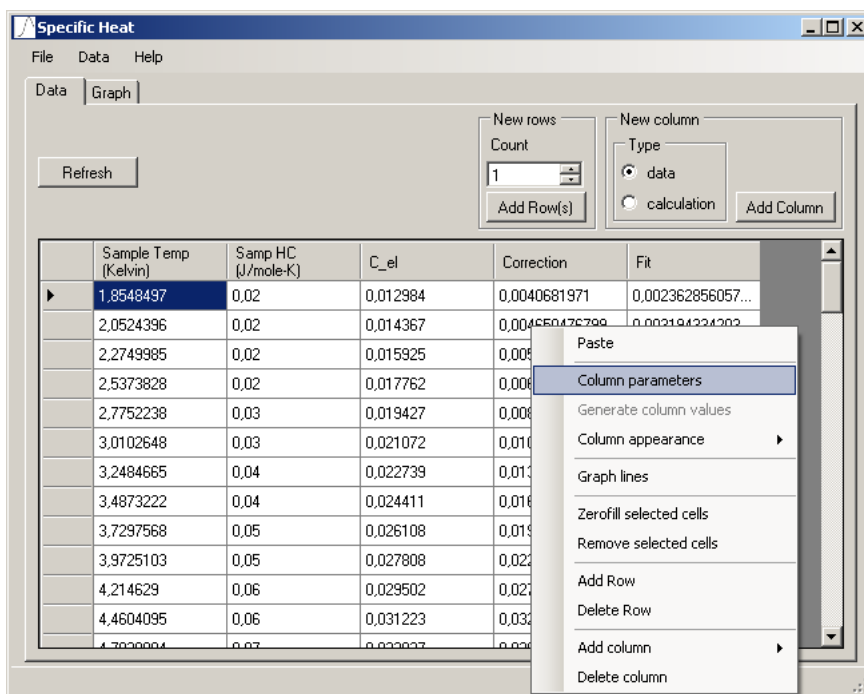 Specific Heat
File Data Help
Data Graph
New rows
Count
1
Add Row(s)
New column
Type
data
calculation
Add Column
Refresh
Sample Temp (Kelvin) Samp HC (J/mole-K) C_el Correction Fit
1,8548497 0,02 0,012984 0,0040681971 0,002362856057...
2,0524396 0,02 0,014367
2,2749985 0,02 0,015925
2,5373828 0,02 0,017762
2,7752238 0,03 0,019427
3,0102648 0,03 0,021072
3,2484665 0,04 0,022739
3,4873222 0,04 0,024411
3,7297568 0,05 0,026108
3,9725103 0,05 0,027808
4,214629 0,06 0,029502
4,4604095 0,06 0,031223
Paste
Column parameters
Generate column values
Column appearance
Graph lines
Zerofill selected cells
Remove selected cells
Add Row
Delete Row
Add column
Delete column